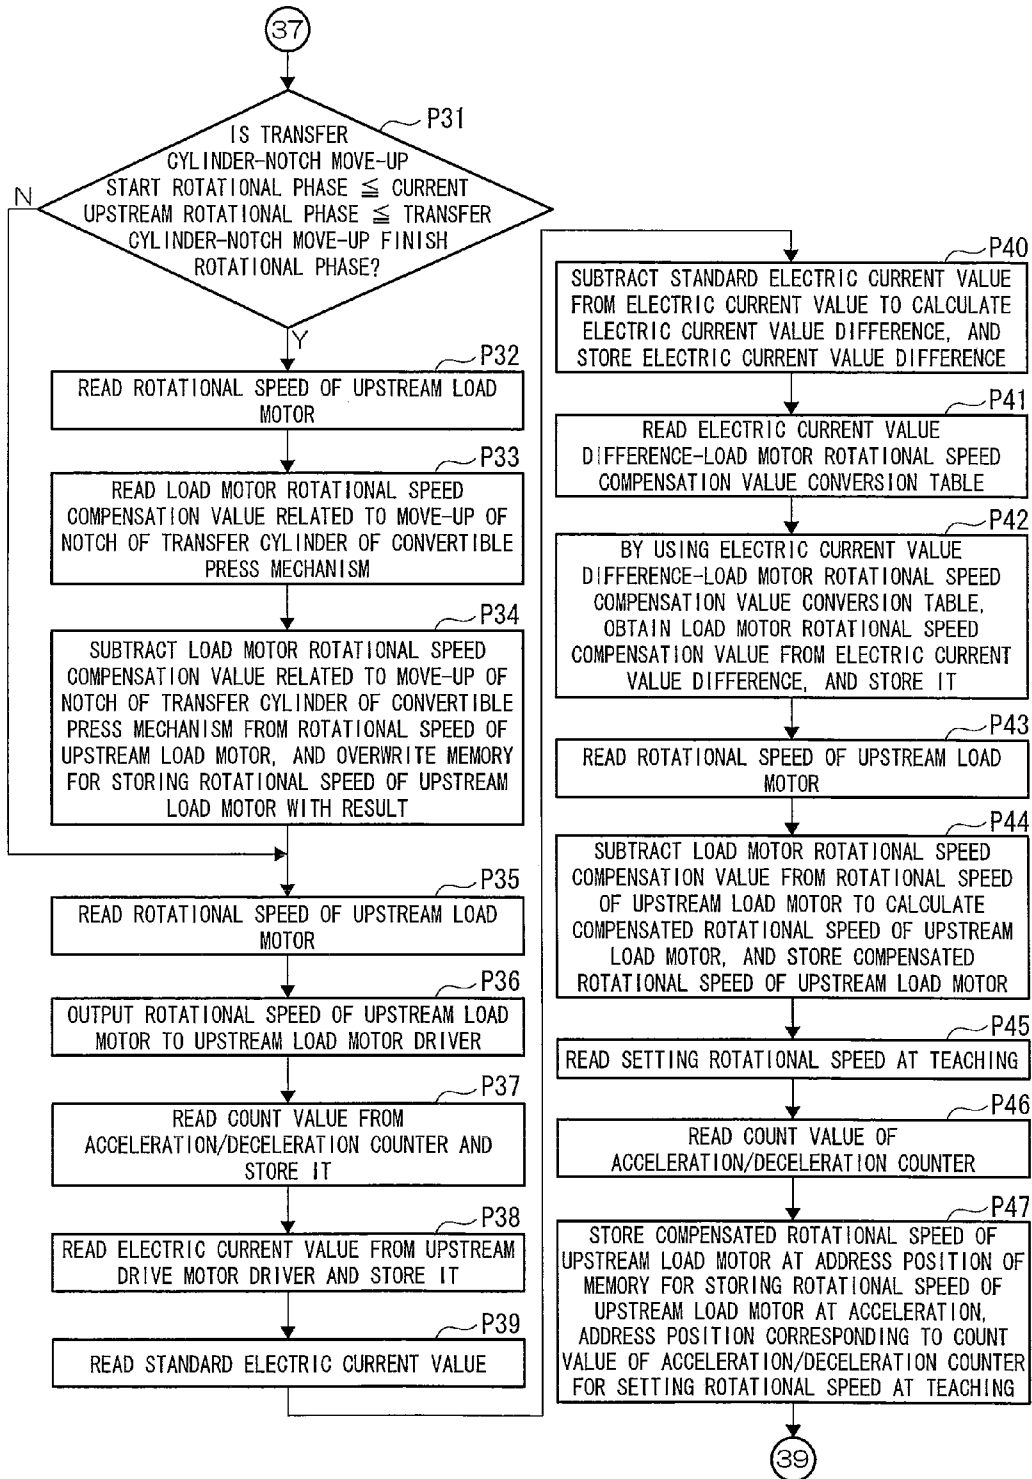 37
P31
IS TRANSFER
CYLINDER-NOTCH MOVE-UP
START ROTATIONAL PHASE ≦ CURRENT
UPSTREAM ROTATIONAL PHASE ≦ TRANSFER
CYLINDER-NOTCH MOVE-UP FINISH
ROTATIONAL PHASE?
N
Y
P32
READ ROTATIONAL SPEED OF UPSTREAM LOAD
MOTOR
P33
READ LOAD MOTOR ROTATIONAL SPEED
COMPENSATION VALUE RELATED TO MOVE-UP OF
NOTCH OF TRANSFER CYLINDER OF CONVERTIBLE
PRESS MECHANISM
P34
SUBTRACT LOAD MOTOR ROTATIONAL SPEED
COMPENSATION VALUE RELATED TO MOVE-UP OF
NOTCH OF TRANSFER CYLINDER OF CONVERTIBLE
PRESS MECHANISM FROM ROTATIONAL SPEED OF
UPSTREAM LOAD MOTOR, AND OVERWRITE MEMORY
FOR STORING ROTATIONAL SPEED OF UPSTREAM
LOAD MOTOR WITH RESULT
P35
READ ROTATIONAL SPEED OF UPSTREAM LOAD
MOTOR
P36
OUTPUT ROTATIONAL SPEED OF UPSTREAM LOAD
MOTOR TO UPSTREAM LOAD MOTOR DRIVER
P37
READ COUNT VALUE FROM
ACCELERATION/DECELERATION COUNTER AND
STORE IT
P38
READ ELECTRIC CURRENT VALUE FROM UPSTREAM
DRIVE MOTOR DRIVER AND STORE IT
P39
READ STANDARD ELECTRIC CURRENT VALUE
P40
SUBTRACT STANDARD ELECTRIC CURRENT VALUE
FROM ELECTRIC CURRENT VALUE TO CALCULATE
ELECTRIC CURRENT VALUE DIFFERENCE, AND
STORE ELECTRIC CURRENT VALUE DIFFERENCE
P41
READ ELECTRIC CURRENT VALUE
DIFFERENCE-LOAD MOTOR ROTATIONAL SPEED
COMPENSATION VALUE CONVERSION TABLE
P42
BY USING ELECTRIC CURRENT VALUE
DIFFERENCE-LOAD MOTOR ROTATIONAL SPEED
COMPENSATION VALUE CONVERSION TABLE,
OBTAIN LOAD MOTOR ROTATIONAL SPEED
COMPENSATION VALUE FROM ELECTRIC CURRENT
VALUE DIFFERENCE, AND STORE IT
P43
READ ROTATIONAL SPEED OF UPSTREAM LOAD
MOTOR
P44
SUBTRACT LOAD MOTOR ROTATIONAL SPEED
COMPENSATION VALUE FROM ROTATIONAL SPEED
OF UPSTREAM LOAD MOTOR TO CALCULATE
COMPENSATED ROTATIONAL SPEED OF UPSTREAM
LOAD MOTOR, AND STORE COMPENSATED
ROTATIONAL SPEED OF UPSTREAM LOAD MOTOR
P45
READ SETTING ROTATIONAL SPEED AT TEACHING
P46
READ COUNT VALUE OF
ACCELERATION/DECELERATION COUNTER
P47
STORE COMPENSATED ROTATIONAL SPEED OF
UPSTREAM LOAD MOTOR AT ADDRESS POSITION OF
MEMORY FOR STORING ROTATIONAL SPEED OF
UPSTREAM LOAD MOTOR AT ACCELERATION,
ADDRESS POSITION CORRESPONDING TO COUNT
VALUE OF ACCELERATION/DECELERATION COUNTER
FOR SETTING ROTATIONAL SPEED AT TEACHING
39